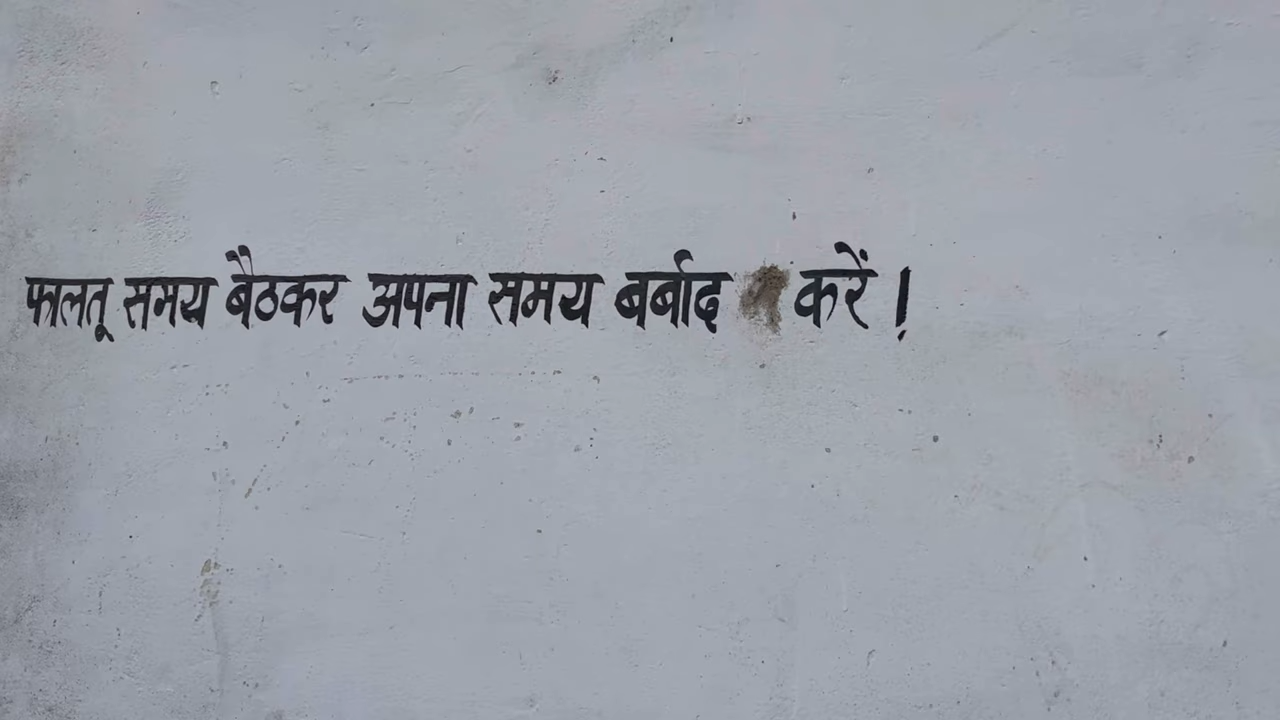 फालतू समय बैठकर अपना समय बर्बाद करें !